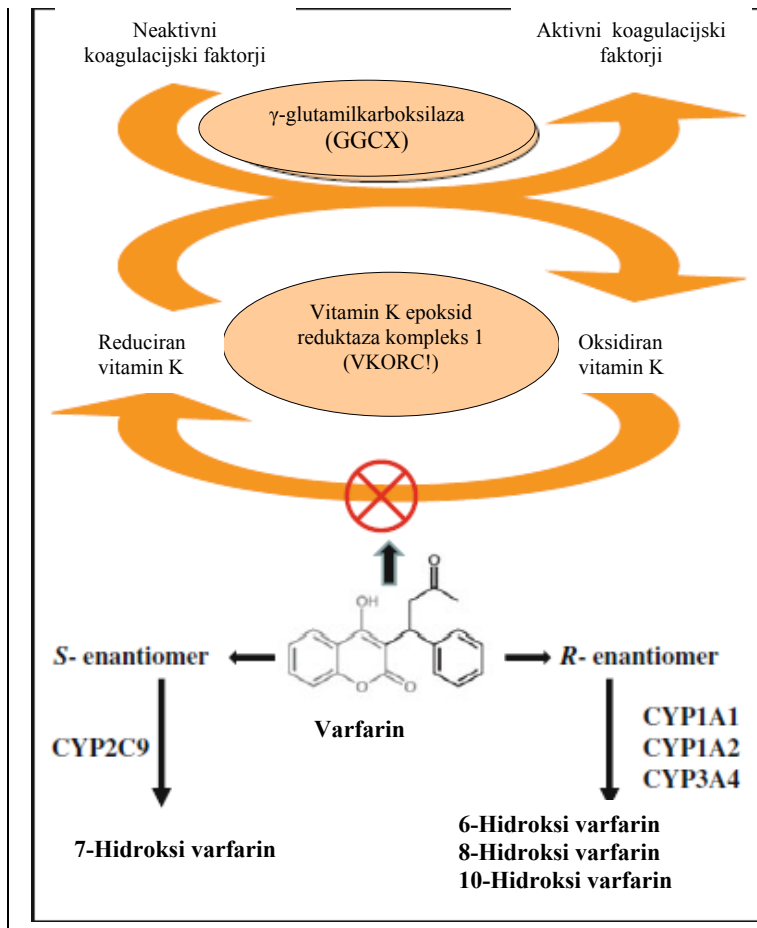 Neaktivni
koagulacijski faktorji
Aktivni koagulacijski
faktorji
γ-glutamilkarboksilaza
(GGCX)
Vitamin K epoksid
reduktaza kompleks 1
(VKORC!)
Reduciran
vitamin K
Oksidiran
vitamin K
O
OH
O
O
S- enantiomer
R- enantiomer
Varfarin
CYP2C9
CYP1A1
CYP1A2
CYP3A4
7-Hidroksi varfarin
6-Hidroksi varfarin
8-Hidroksi varfarin
10-Hidroksi varfarin